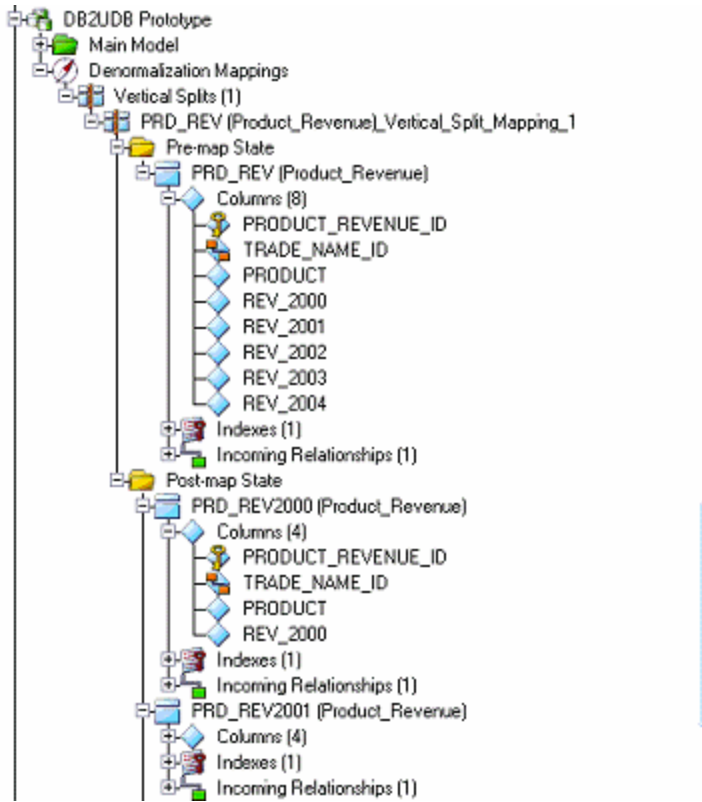 DB2UDB Prototype
Main Model
Denormalization Mappings
Vertical Splits (1)
PRD_REV (Product_Revenue)_Vertical_Split_Mapping_1
Pre-map State
PRD_REV (Product_Revenue)
Columns (8)
PRODUCT_REVENUE_ID
TRADE_NAME_ID
PRODUCT
REV_2000
REV_2001
REV_2002
REV_2003
REV_2004
Indexes (1)
Incoming Relationships (1)
Post-map State
PRD_REV2000 (Product_Revenue)
Columns (4)
PRODUCT_REVENUE_ID
TRADE_NAME_ID
PRODUCT
REV_2000
Indexes (1)
Incoming Relationships (1)
PRD_REV2001 (Product_Revenue)
Columns (4)
Indexes (1)
Incoming Relationships (1)